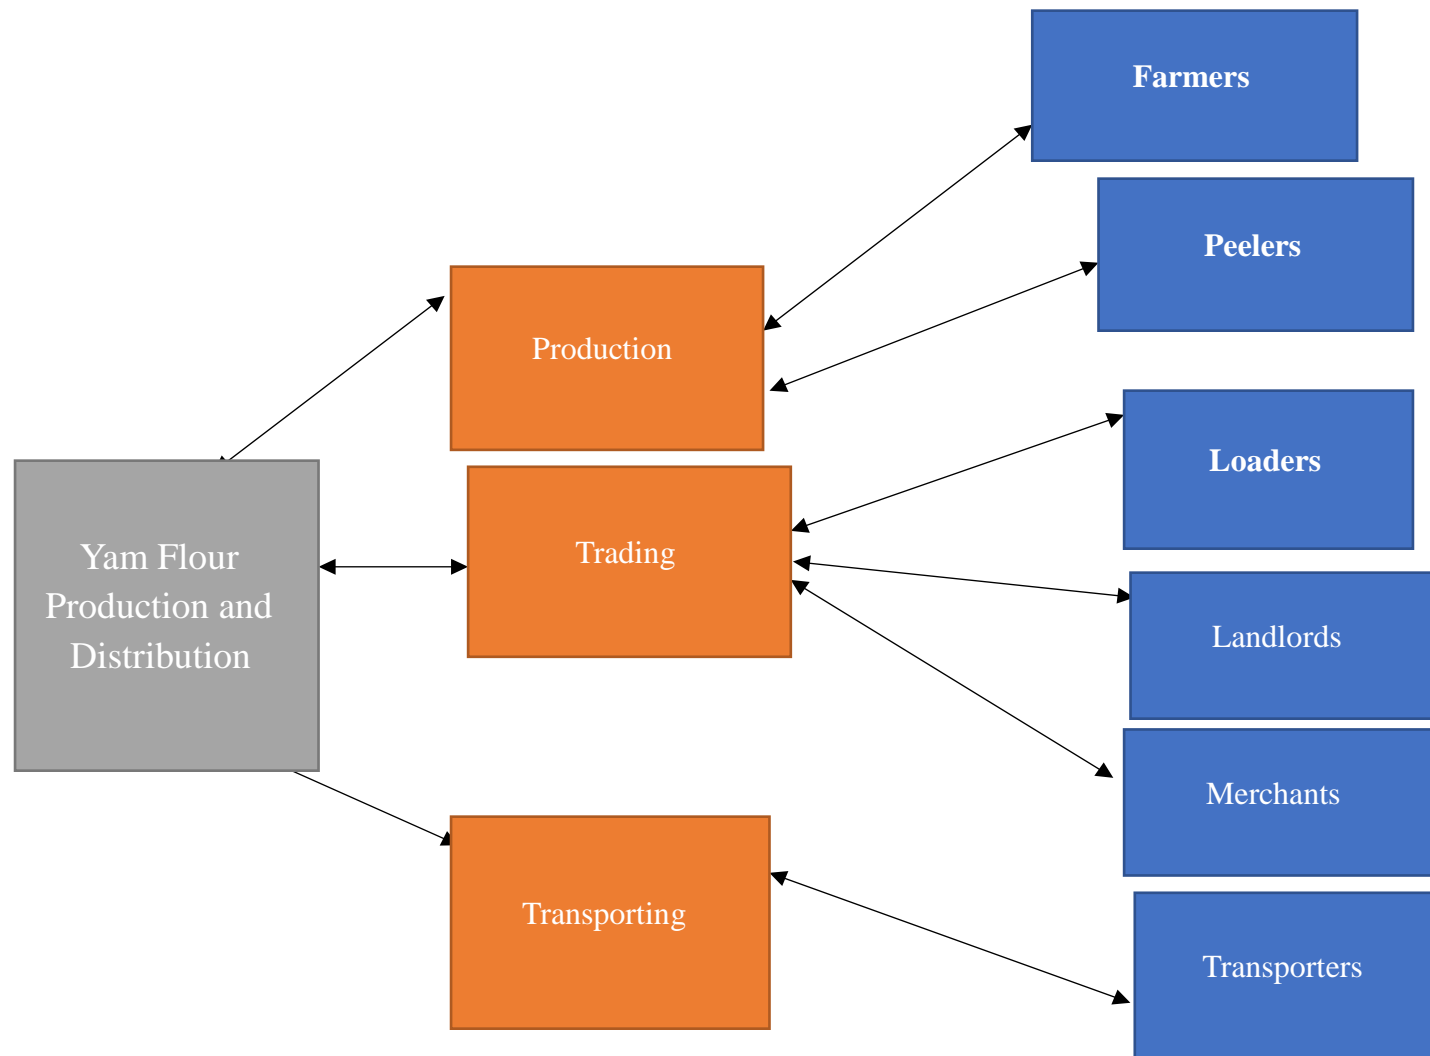 Farmers
Peelers
Production
Loaders
Yam Flour
Production and
Distribution
Trading
Landlords
Merchants
Transporting
Transporters